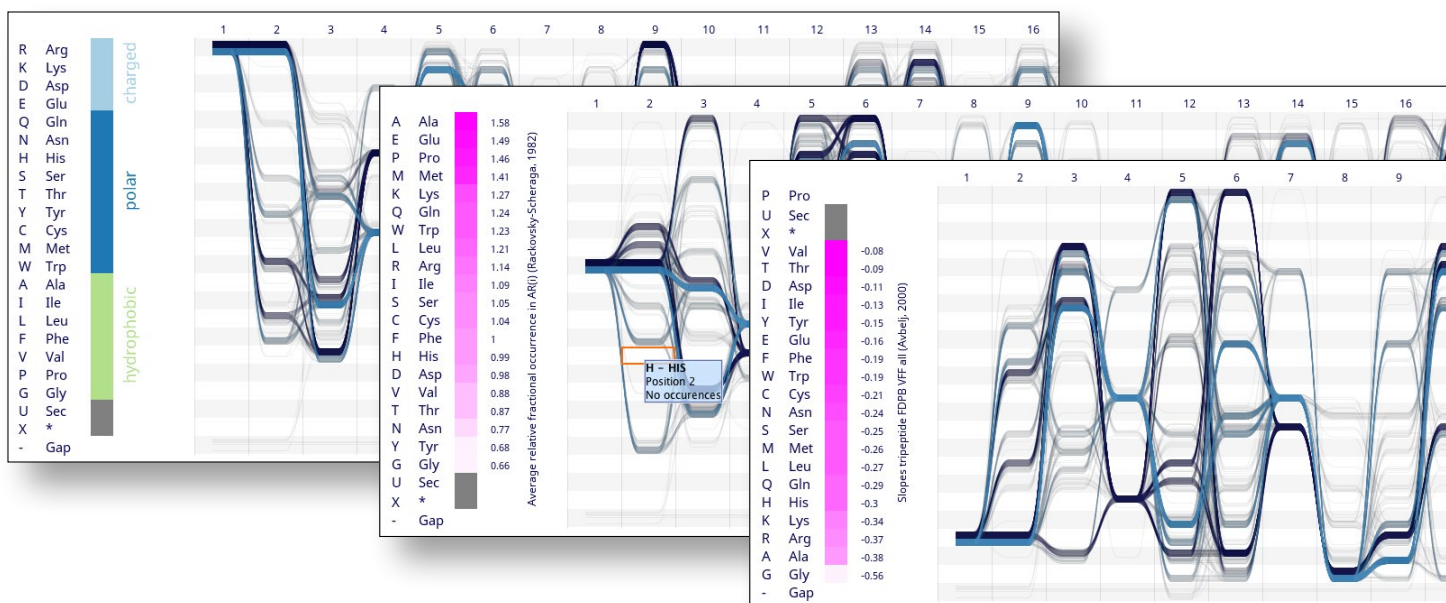 1 2 3 4 5 6 7 8 9 10 11 12 13 14 15 16
R Arg
K Lys
D Asp
E Glu
Q Gln
N Asn
H His
S Ser
T Thr
Y Tyr
C Cys
M Met
W Trp
A Ala
I Ile
L Leu
F Phe
V Val
P Pro
G Gly
U Sec
X *
- Gap
charged
polar
hydrophobic
1 2 3 4 5 6 7 8 9 10 11 12 13 14 15 16
A Ala 1.58
E Glu 1.49
P Pro 1.46
M Met 1.41
K Lys 1.27
Q Gln 1.24
W Trp 1.23
L Leu 1.21
R Arg 1.14
I Ile 1.09
S Ser 1.05
C Cys 1.04
F Phe 1
H His 0.99
D Asp 0.98
V Val 0.88
T Thr 0.87
N Asn 0.77
Y Tyr 0.68
G Gly 0.66
U Sec
X *
- Gap
Average relative fractional occurrence in AR(i) (Rackovsky-Scheraga, 1982)
H - HIS
Position 2
No occurences
1 2 3 4 5 6 7 8 9
P Pro
U Sec
X *
V Val -0.08
T Thr -0.09
D Asp -0.11
I Ile -0.13
Y Tyr -0.15
E Glu -0.16
F Phe -0.19
W Trp -0.19
C Cys -0.21
N Asn -0.24
S Ser -0.25
M Met -0.26
L Leu -0.27
Q Gln -0.29
H His -0.3
K Lys -0.34
R Arg -0.37
A Ala -0.38
G Gly -0.56
- Gap
Slopes tripeptide FDPB VFF all (Avbelj, 2000)